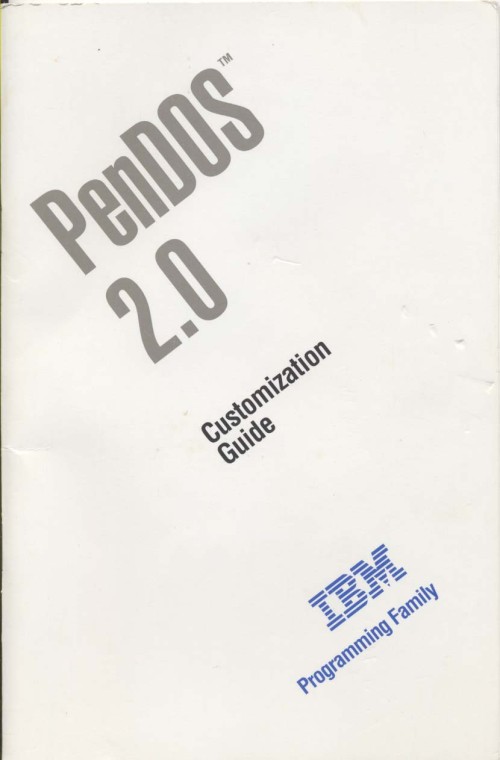 PenDOS™
2.0
Customization
Guide
IBM
Programming Family